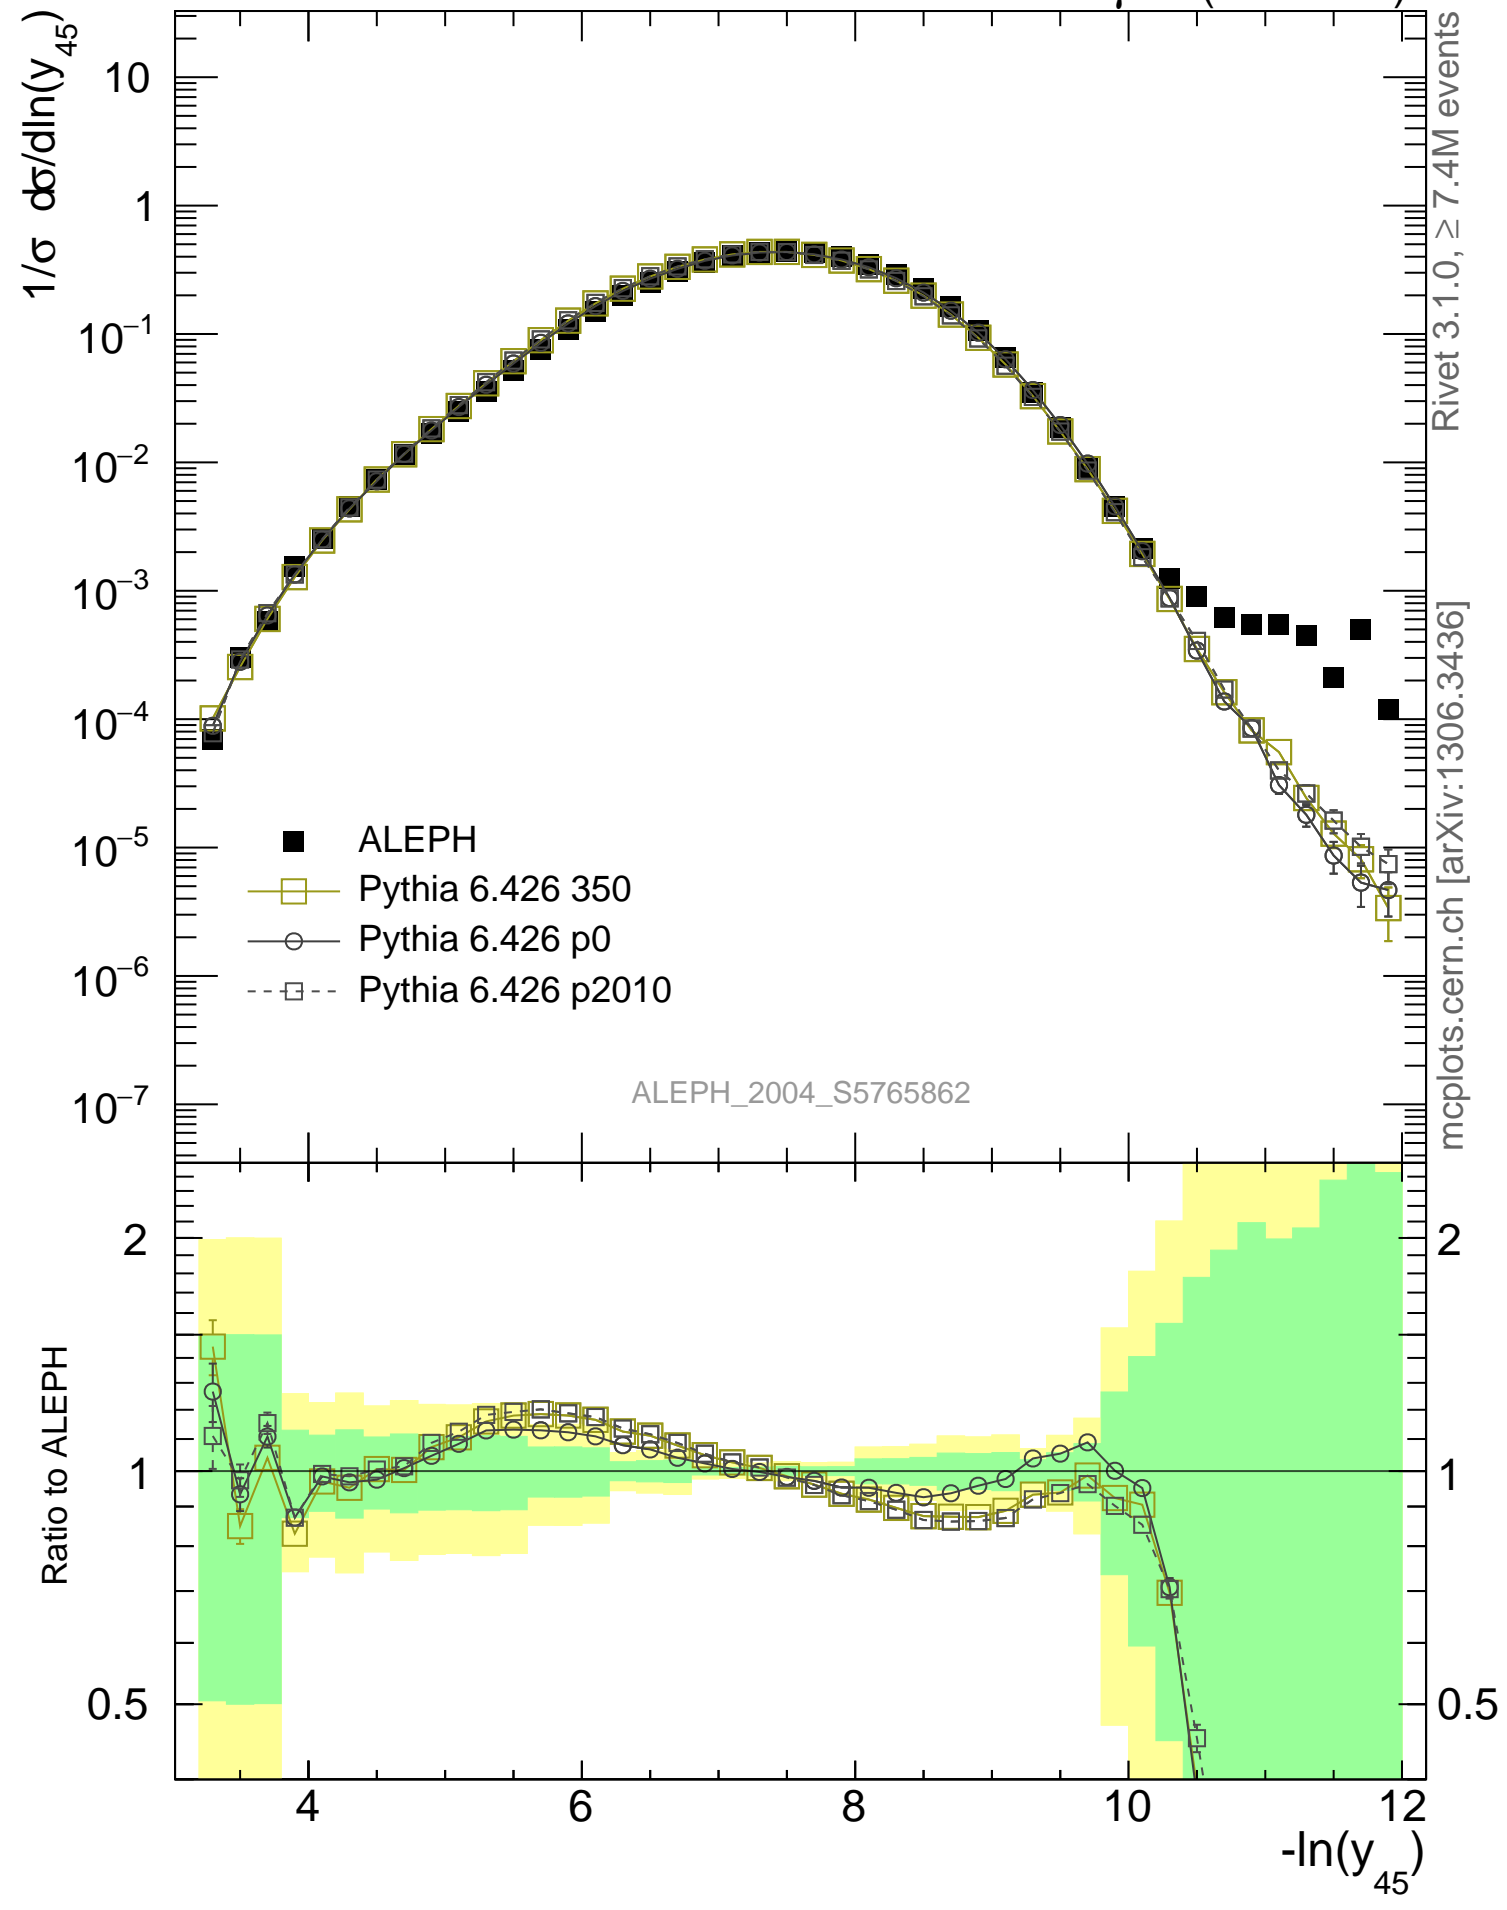 1/σ dσ/dln(y45)
10
1
10−1
10−2
10−3
10−4
10−5
10−6
10−7
ALEPH
Pythia 6.426 350
Pythia 6.426 p0
Pythia 6.426 p2010
ALEPH_2004_S5765862
Rivet 3.1.0, ≥ 7.4M events
mcplots.cern.ch [arXiv:1306.3436]
Ratio to ALEPH
2
1
0.5
2
1
0.5
4 6 8 10 12
-ln(y45)